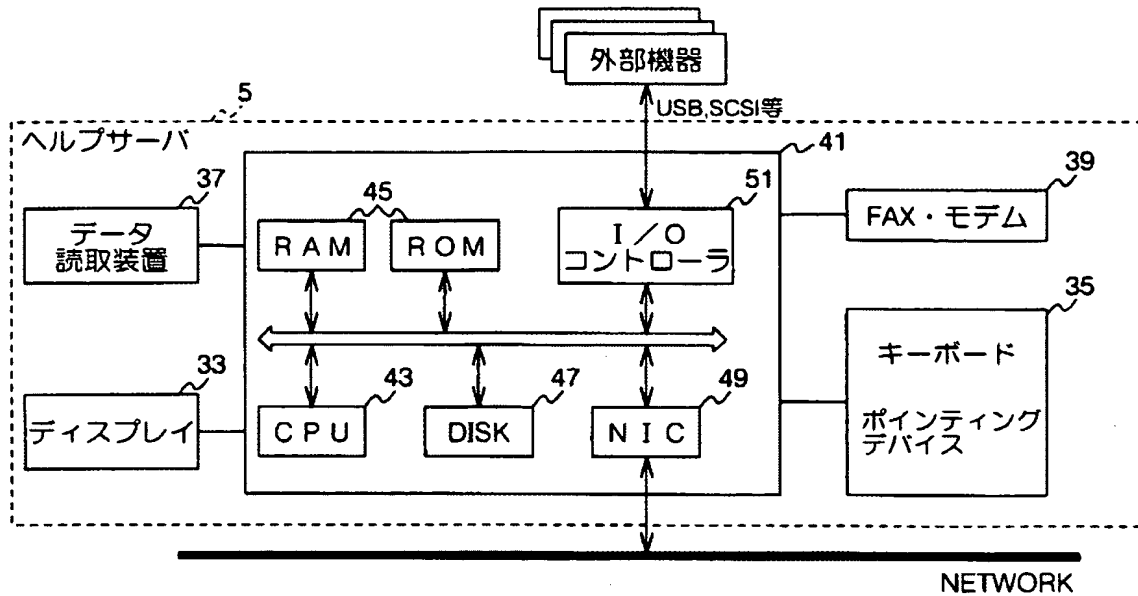 外部機器
USB,SCSI等
5
ヘルプサーバ
41
37
データ
読取装置
45
RAM
ROM
51
I/O
コントローラ
39
FAX・モデム
35
キーボード
ポインティング
デバイス
33
ディスプレイ
43
CPU
47
DISK
49
NIC
NETWORK